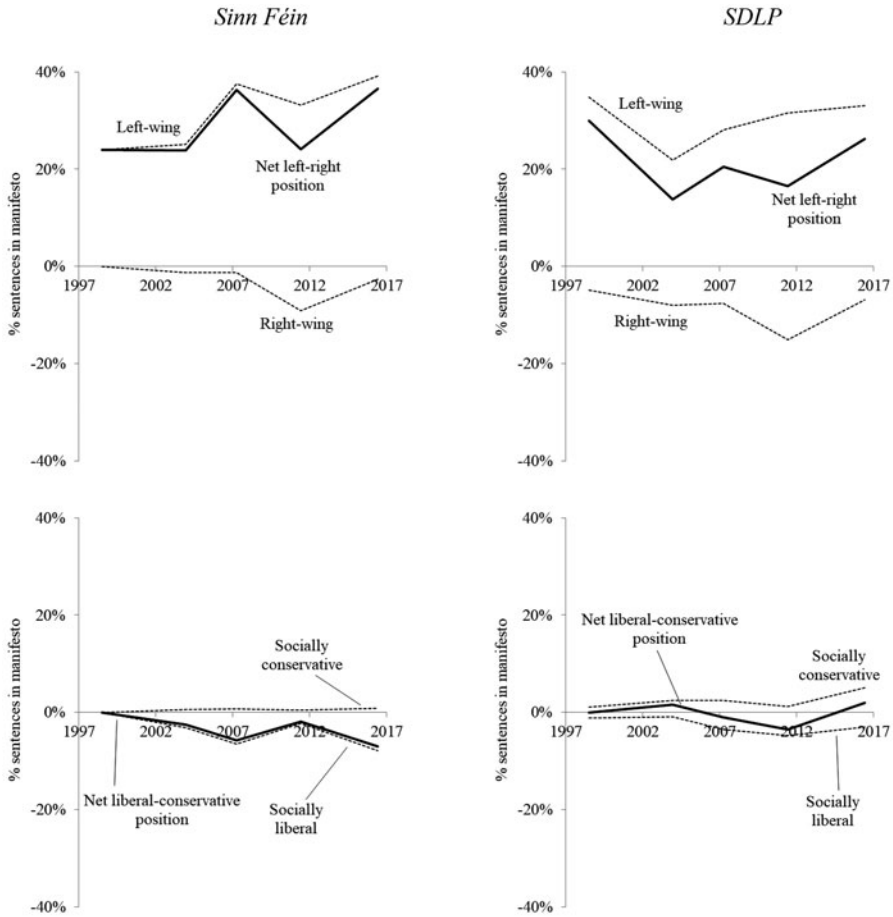 Sinn Féin
SDLP
% sentences in manifesto
40%
20%
0%
-20%
-40%
1997
2002
2007
2012
2017
Left-wing
Net left-right
position
Right-wing
% sentences in manifesto
40%
20%
0%
-20%
-40%
1997
2002
2007
2012
2017
Left-wing
Net left-right
position
Right-wing
% sentences in manifesto
40%
20%
0%
-20%
-40%
1997
2002
2007
2012
2017
Socially
conservative
Net liberal-conservative
position
Socially
liberal
% sentences in manifesto
40%
20%
0%
-20%
-40%
1997
2002
2007
2012
2017
Net liberal-conservative
position
Socially
conservative
Socially
liberal